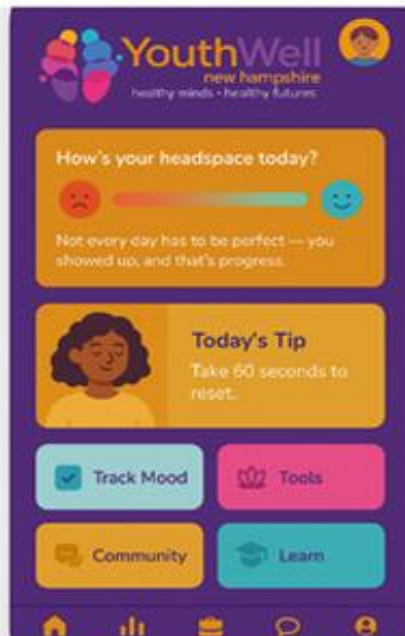 YouthWell
new hampshire
healthy minds • healthy futures
How's your headspace today?
Not every day has to be perfect — you
showed up, and that's progress.
Today's Tip
Take 60 seconds to
reset.
Track Mood
Tools
Community
Learn